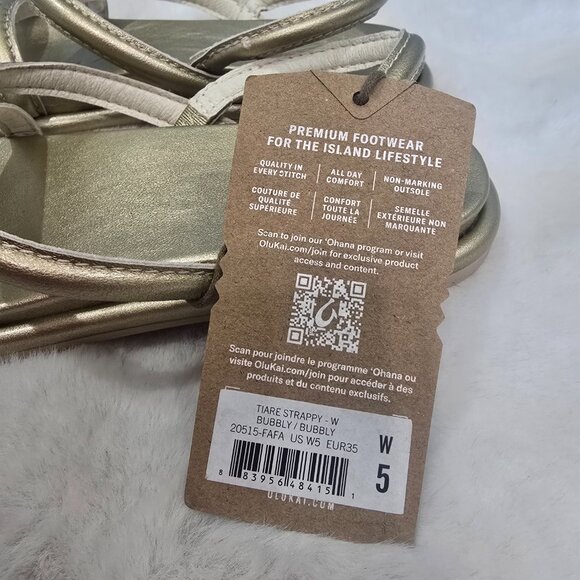 PREMIUM FOOTWEAR
FOR THE ISLAND LIFESTYLE
QUALITY IN
EVERY STITCH
ALL DAY
COMFORT
NON-MARKING
OUTSOLE
COUTURE DE
QUALITÉ
SUPÉRIEURE
CONFORT
TOUTE LA
JOURNÉE
SEMELLE
EXTÉRIEURE NON
MARQUANTE
Scan to join our 'Ohana program or visit
OluKai.com/join for exclusive product
access and content.
Scan pour joindre le programme 'Ohana ou
visite OluKai.com/join pour accéder à des
produits et du contenu exclusifs.
TIARE STRAPPY - W
BUBBLY / BUBBLY
20515-FAFA US W5 EUR35
W
5
8 83956 48415 1
OLUKAI.COM